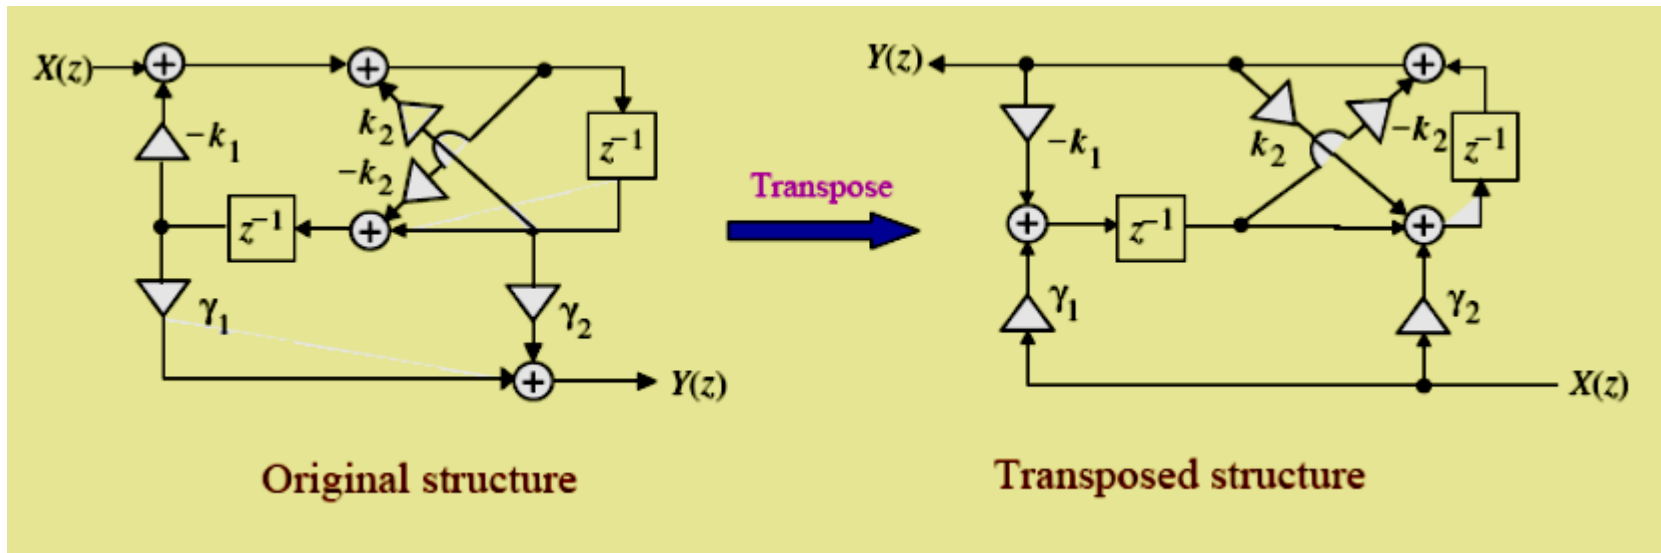 X(z)
k₂
z⁻¹
-k₁
-k₂
z⁻¹
γ₁
γ₂
Y(z)
Original structure
Transpose
Y(z)
-k₁
k₂
-k₂
z⁻¹
z⁻¹
γ₁
γ₂
X(z)
Transposed structure